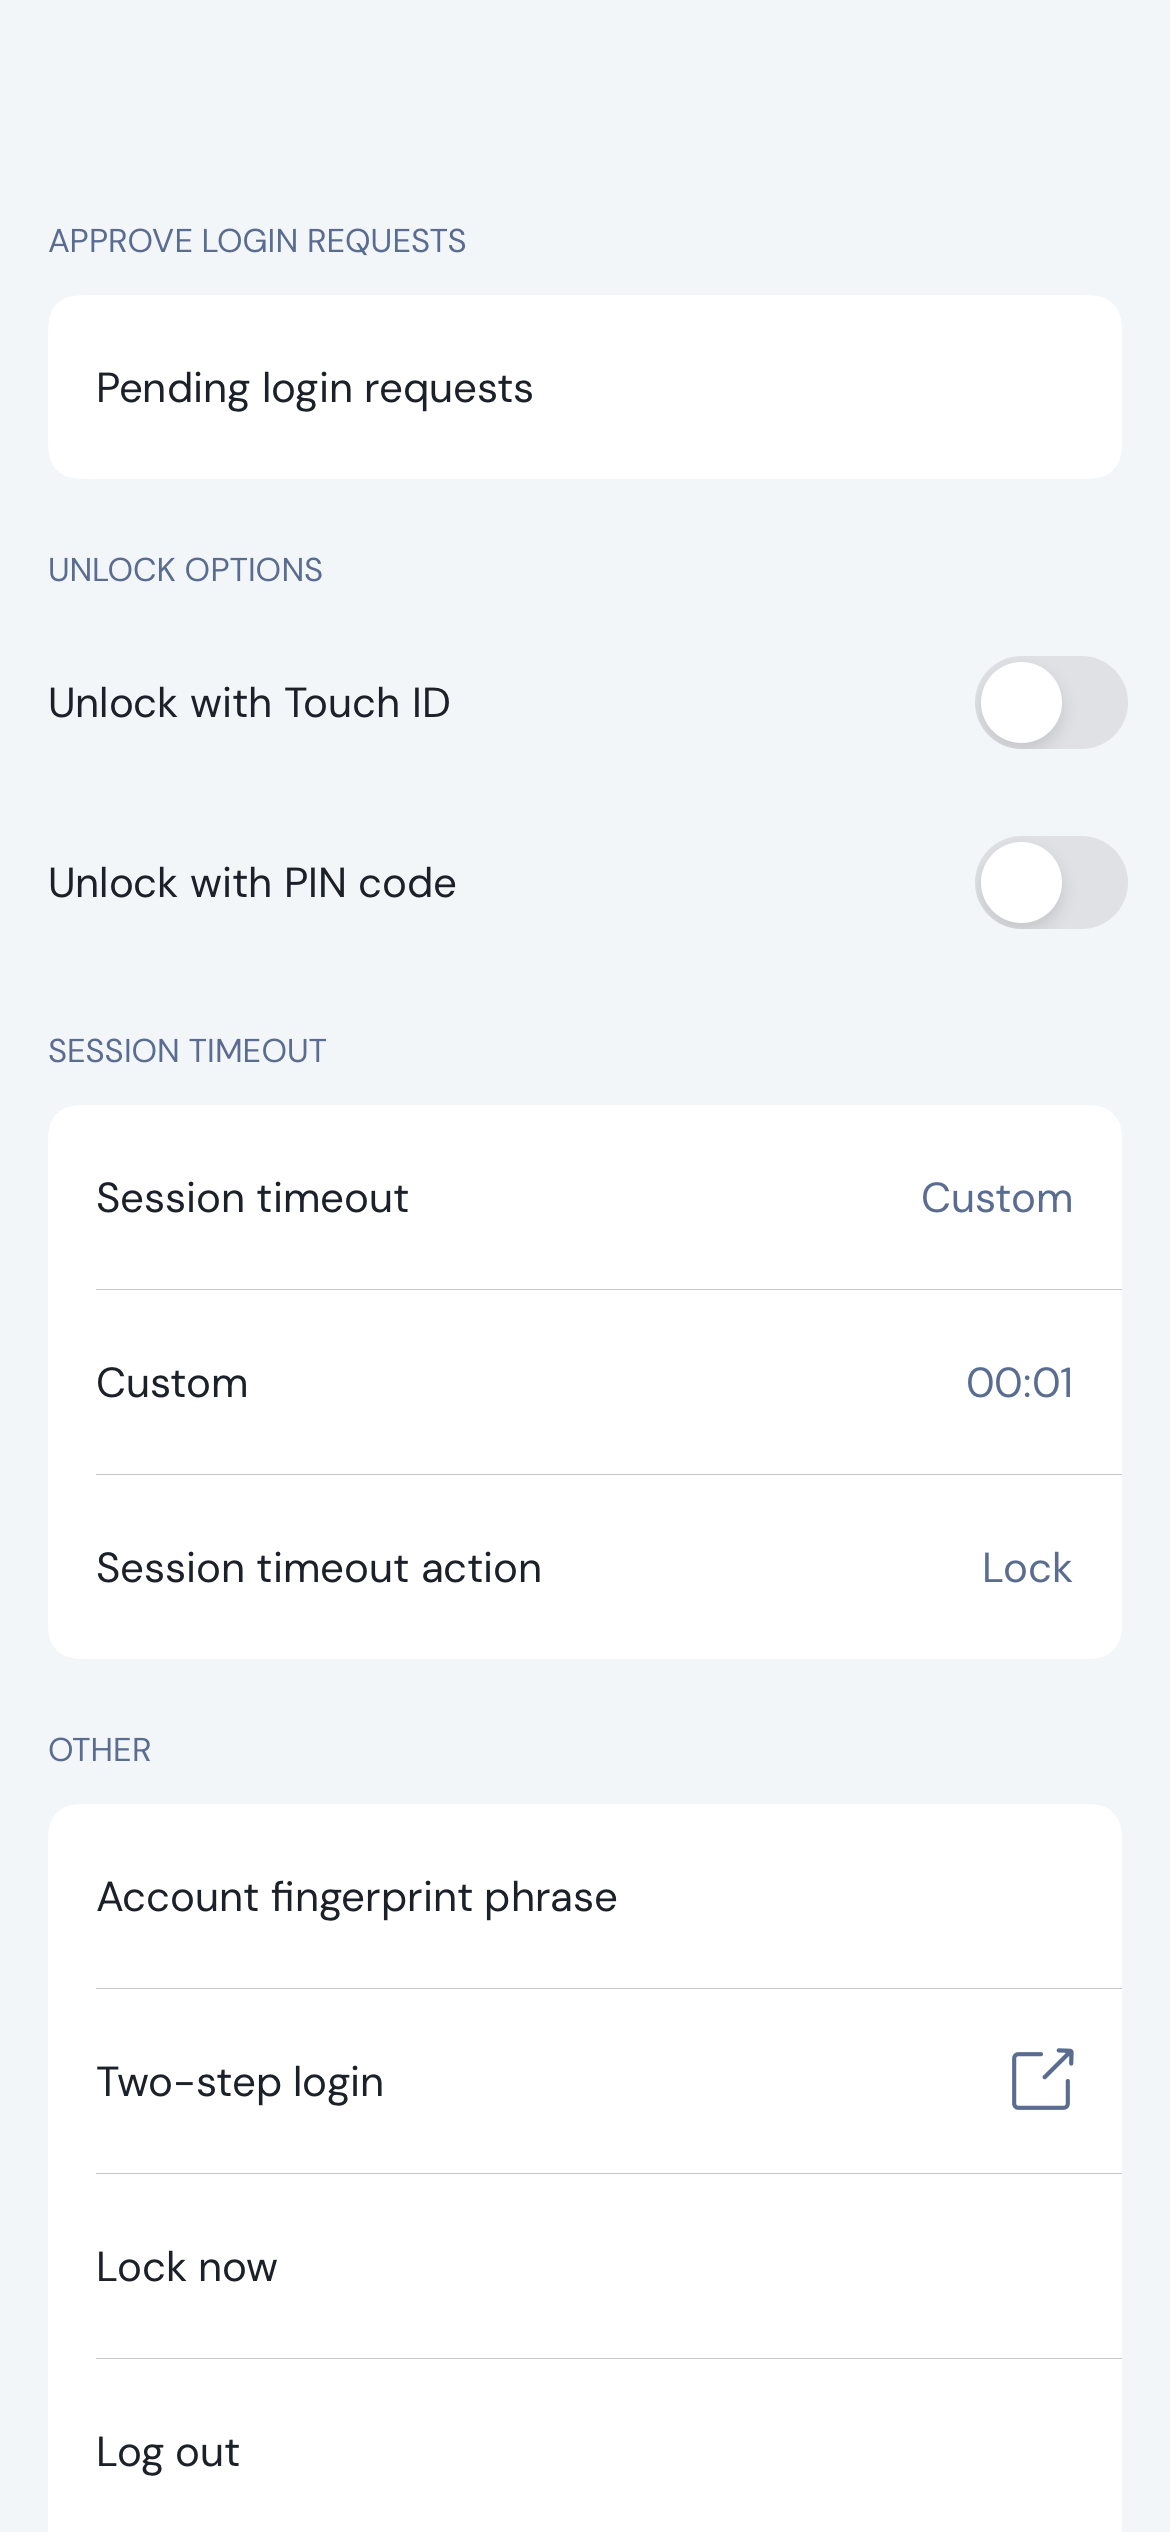 APPROVE LOGIN REQUESTS
Pending login requests
UNLOCK OPTIONS
Unlock with Touch ID
Unlock with PIN code
SESSION TIMEOUT
Session timeout Custom
Custom 00:01
Session timeout action Lock
OTHER
Account fingerprint phrase
Two-step login
Lock now
Log out